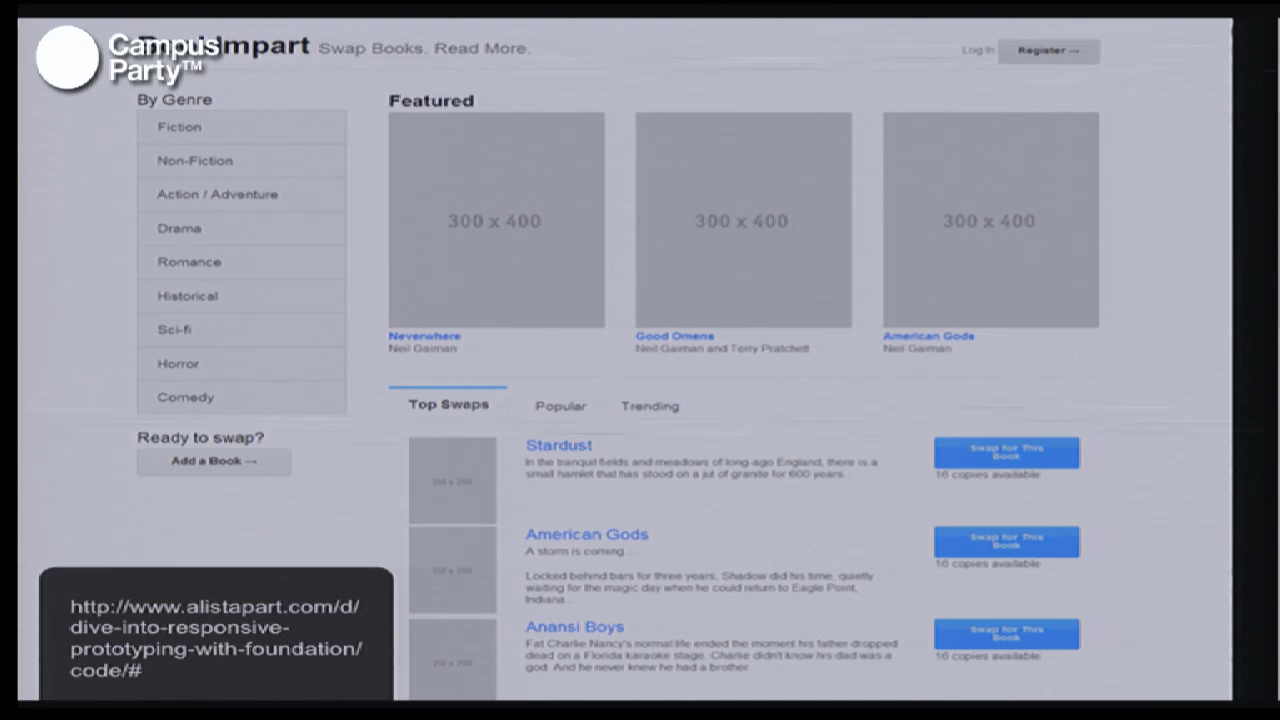 Campus
Party™
Impart Swap Books. Read More.
Log In
Register →
By Genre
Fiction
Non-Fiction
Action / Adventure
Drama
Romance
Historical
Sci-fi
Horror
Comedy
Ready to swap?
Add a Book →
Featured
300 x 400
300 x 400
300 x 400
Neverwhere
Neil Gaiman
Good Omens
Neil Gaiman and Terry Pratchett
American Gods
Neil Gaiman
Top Swaps
Popular
Trending
Stardust
In the tranquil fields and meadows of long-ago England, there is a
small hamlet that has stood on a jut of granite for 600 years...
Swap for This
Book
16 copies available
American Gods
A storm is coming...
Locked behind bars for three years, Shadow did his time, quietly
waiting for the magic day when he could return to Eagle Point,
Indiana...
Swap for This
Book
16 copies available
Anansi Boys
Fat Charlie Nancy's normal life ended the moment his father dropped
dead on a Florida karaoke stage. Charlie didn't know his dad was a
god. And he never knew he had a brother.
Swap for This
Book
16 copies available
http://www.alistapart.com/d/
dive-into-responsive-
prototyping-with-foundation/
code/#